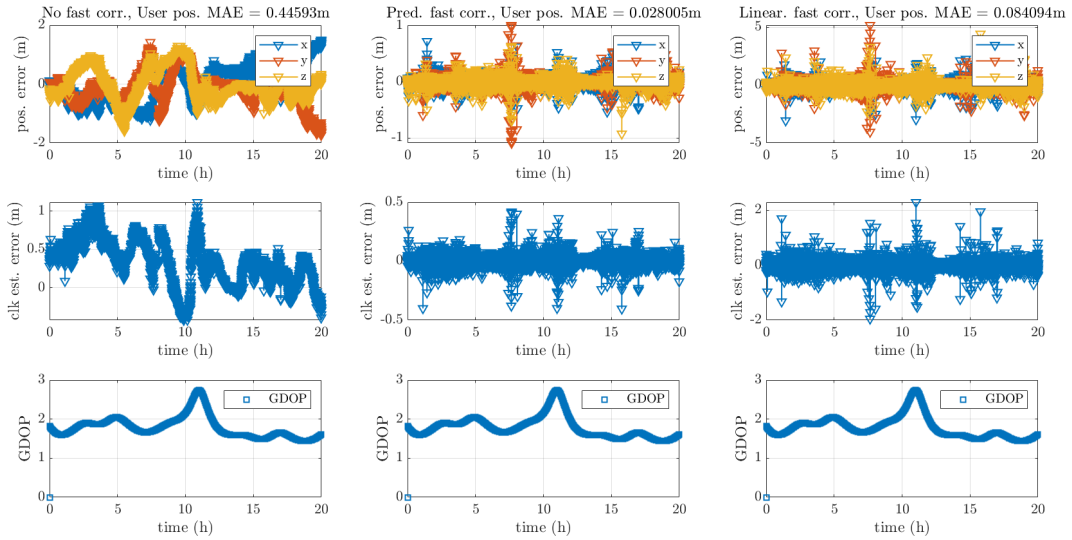 No fast corr., User pos. MAE = 0.44593m
Pred. fast corr., User pos. MAE = 0.028005m
Linear. fast corr., User pos. MAE = 0.084094m
pos. error (m)
2
0
-2
x
y
z
0 5 10 15 20
time (h)
pos. error (m)
1
0
-1
x
y
z
0 5 10 15 20
time (h)
pos. error (m)
5
0
-5
x
y
z
0 5 10 15 20
time (h)
clk est. error (m)
1
0.5
0
0 5 10 15 20
time (h)
clk est. error (m)
0.5
0
-0.5
0 5 10 15 20
time (h)
clk est. error (m)
2
0
-2
0 5 10 15 20
time (h)
GDOP
3
2
1
0
GDOP
0 5 10 15 20
time (h)
GDOP
3
2
1
0
GDOP
0 5 10 15 20
time (h)
GDOP
3
2
1
0
GDOP
0 5 10 15 20
time (h)